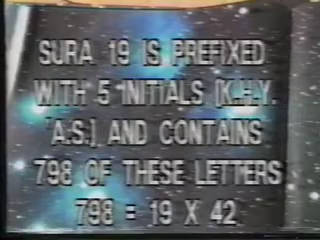 SURA 19 IS PREFIXED
WITH 5 INITIALS (K.H.Y.
A.S.) AND CONTAINS
798 OF THESE LETTERS
798 = 19 X 42